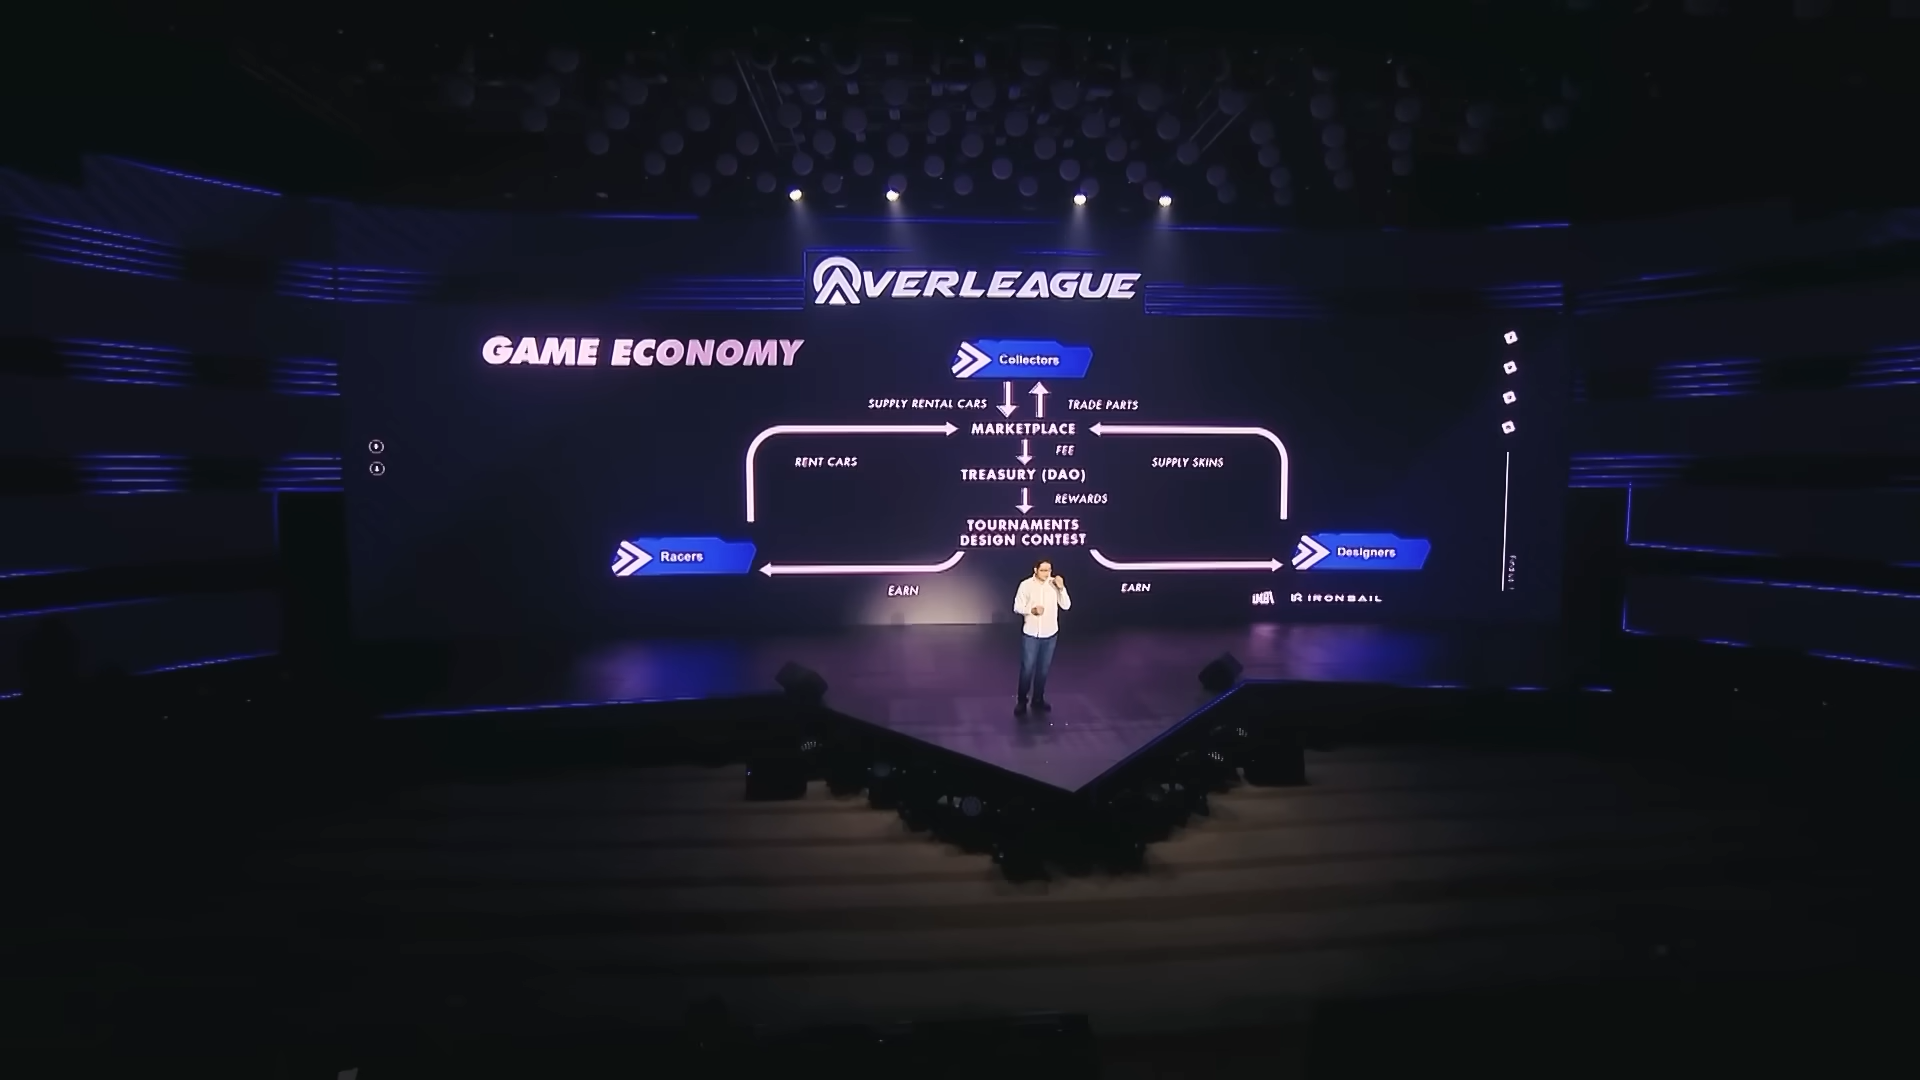 OVERLEAGUE
GAME ECONOMY
Collectors
SUPPLY RENTAL CARS
TRADE PARTS
MARKETPLACE
RENT CARS
FEE
SUPPLY SKINS
TREASURY (DAO)
REWARDS
TOURNAMENTS
DESIGN CONTEST
Racers
Designers
EARN
EARN
IRONSAIL